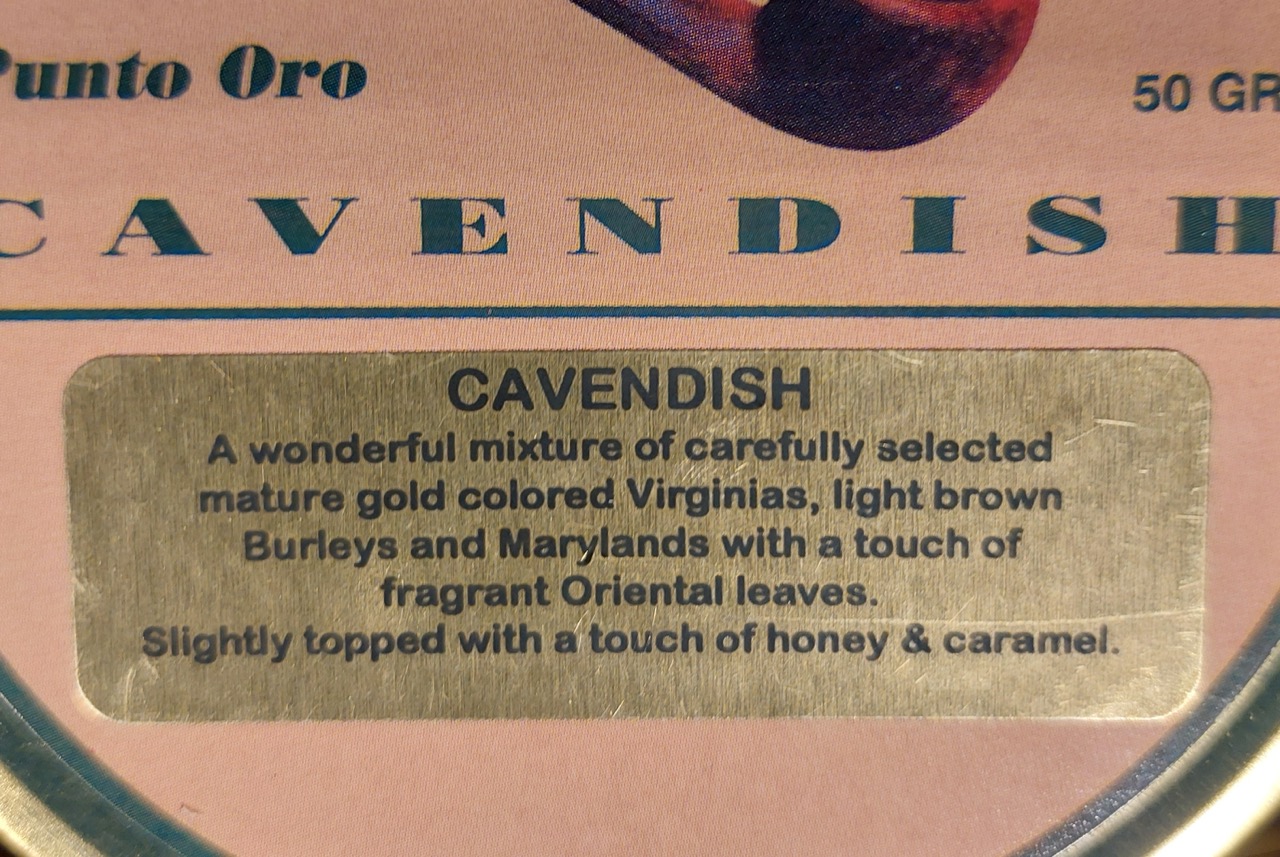 Punto Oro
50 GR
CAVENDISH
CAVENDISH
A wonderful mixture of carefully selected
mature gold colored Virginias, light brown
Burleys and Marylands with a touch of
fragrant Oriental leaves.
Slightly topped with a touch of honey & caramel.